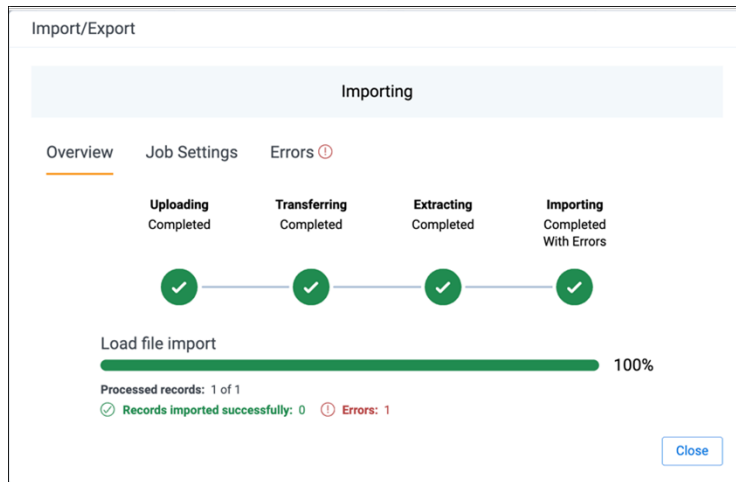 Import/Export
Importing
Overview Job Settings Errors
Uploading Transferring Extracting Importing
Completed Completed Completed Completed
With Errors
Load file import
100%
Processed records: 1 of 1
Records imported successfully: 0 Errors: 1
Close